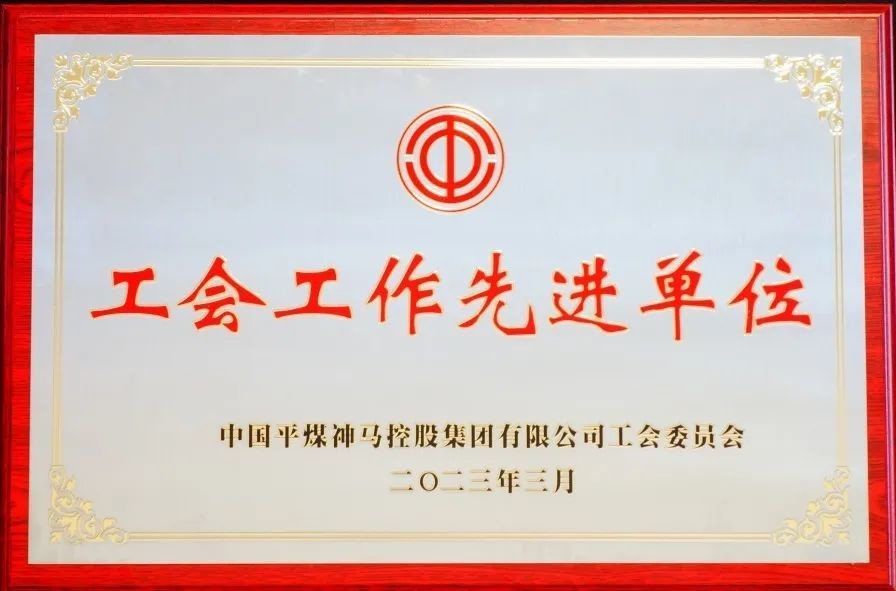 工会工作先进单位
中国平煤神马控股集团有限公司工会委员会
二〇二三年三月